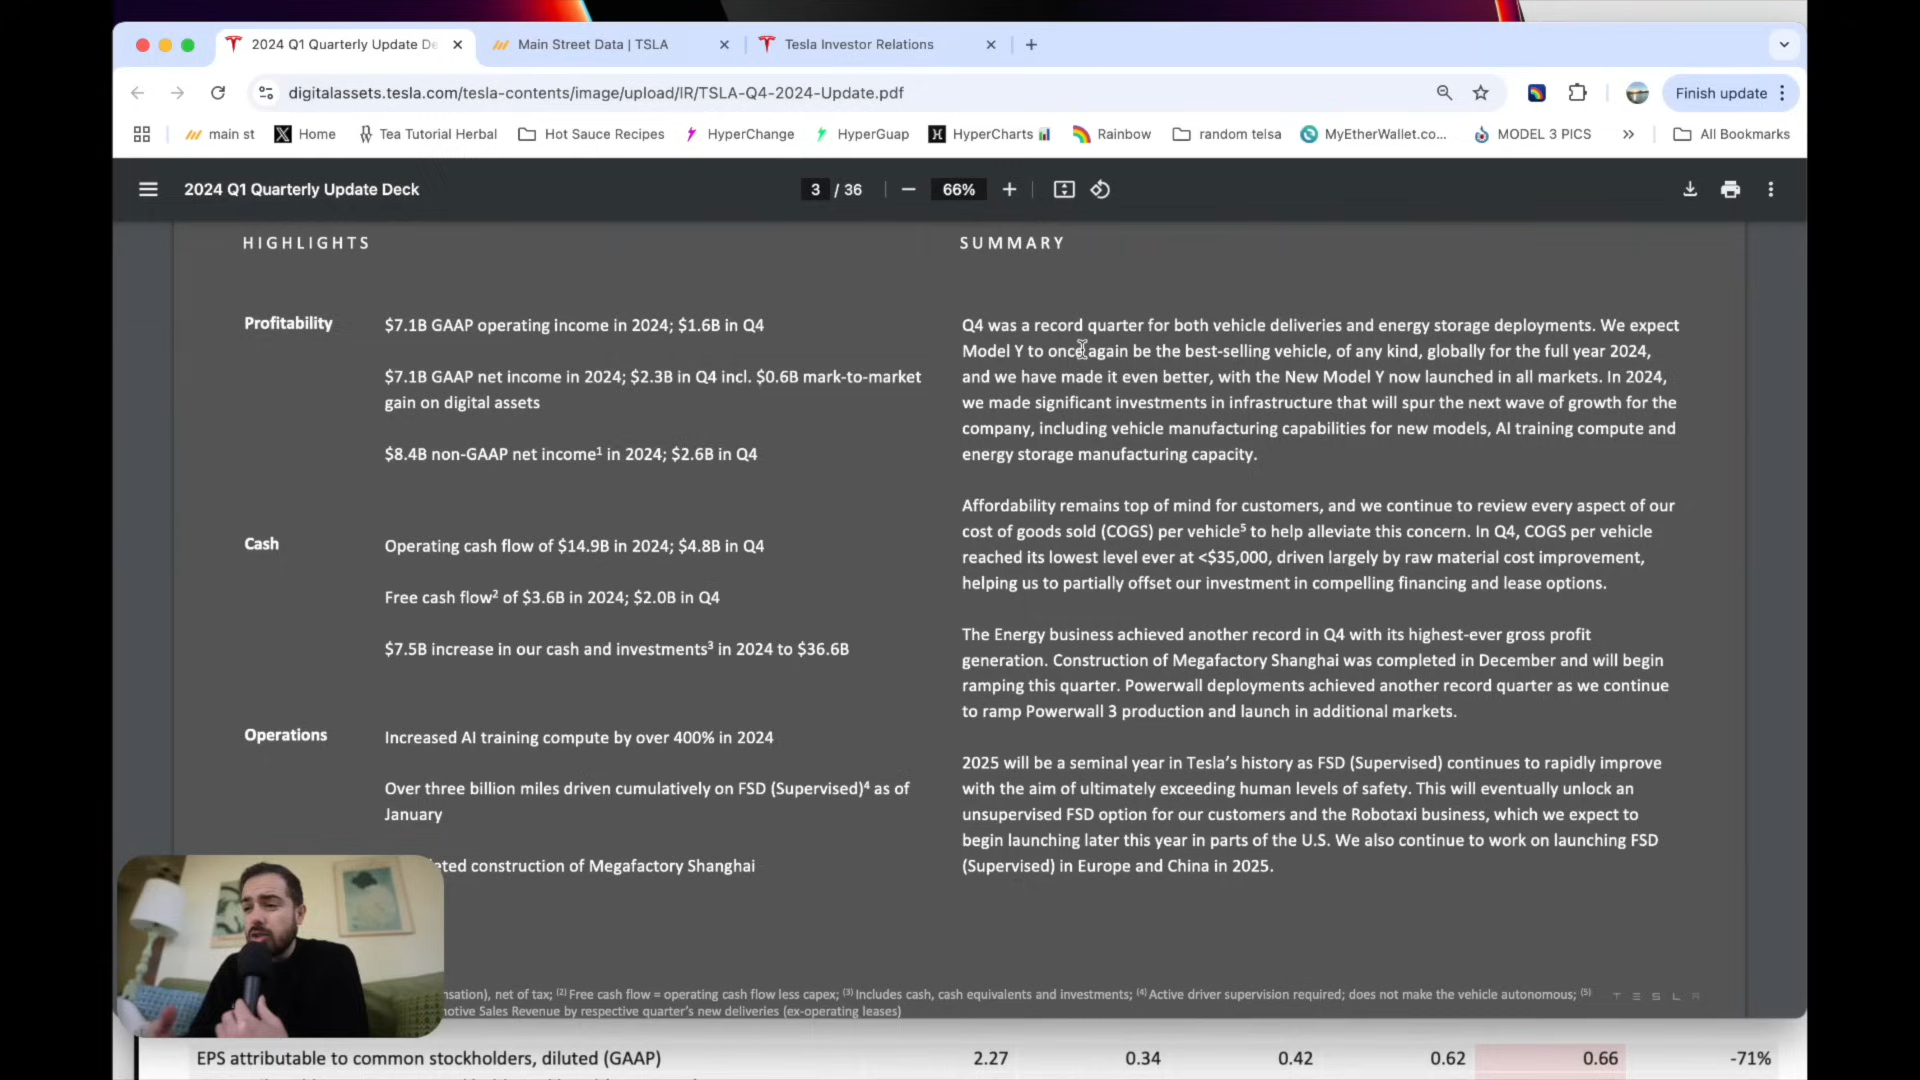 2024 Q1 Quarterly Update De
Main Street Data | TSLA
Tesla Investor Relations
digitalassets.tesla.com/tesla-contents/image/upload/IR/TSLA-Q4-2024-Update.pdf
Finish update
main st
Home
Tea Tutorial Herbal
Hot Sauce Recipes
HyperChange
HyperGuap
HyperCharts
Rainbow
random telsa
MyEtherWallet.co...
MODEL 3 PICS
All Bookmarks
2024 Q1 Quarterly Update Deck
3 / 36
66%
HIGHLIGHTS
Profitability
$7.1B GAAP operating income in 2024; $1.6B in Q4
$7.1B GAAP net income in 2024; $2.3B in Q4 incl. $0.6B mark-to-market
gain on digital assets
$8.4B non-GAAP net income¹ in 2024; $2.6B in Q4
Cash
Operating cash flow of $14.9B in 2024; $4.8B in Q4
Free cash flow² of $3.6B in 2024; $2.0B in Q4
$7.5B increase in our cash and investments³ in 2024 to $36.6B
Operations
Increased AI training compute by over 400% in 2024
Over three billion miles driven cumulatively on FSD (Supervised)⁴ as of
January
eted construction of Megafactory Shanghai
SUMMARY
Q4 was a record quarter for both vehicle deliveries and energy storage deployments. We expect
Model Y to once again be the best-selling vehicle, of any kind, globally for the full year 2024,
and we have made it even better, with the New Model Y now launched in all markets. In 2024,
we made significant investments in infrastructure that will spur the next wave of growth for the
company, including vehicle manufacturing capabilities for new models, AI training compute and
energy storage manufacturing capacity.
Affordability remains top of mind for customers, and we continue to review every aspect of our
cost of goods sold (COGS) per vehicle⁵ to help alleviate this concern. In Q4, COGS per vehicle
reached its lowest level ever at <$35,000, driven largely by raw material cost improvement,
helping us to partially offset our investment in compelling financing and lease options.
The Energy business achieved another record in Q4 with its highest-ever gross profit
generation. Construction of Megafactory Shanghai was completed in December and will begin
ramping this quarter. Powerwall deployments achieved another record quarter as we continue
to ramp Powerwall 3 production and launch in additional markets.
2025 will be a seminal year in Tesla's history as FSD (Supervised) continues to rapidly improve
with the aim of ultimately exceeding human levels of safety. This will eventually unlock an
unsupervised FSD option for our customers and the Robotaxi business, which we expect to
begin launching later this year in parts of the U.S. We also continue to work on launching FSD
(Supervised) in Europe and China in 2025.
nsation), net of tax; ⁽²⁾ Free cash flow = operating cash flow less capex; ⁽³⁾ Includes cash, cash equivalents and investments; ⁽⁴⁾ Active driver supervision required; does not make the vehicle autonomous; ⁽⁵⁾
motive Sales Revenue by respective quarter's new deliveries (ex-operating leases)
TESLA
EPS attributable to common stockholders, diluted (GAAP) 2.27 0.34 0.42 0.62 0.66 -71%